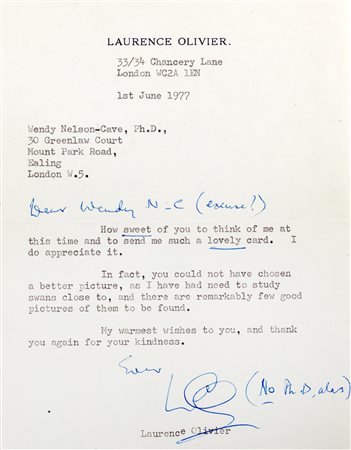 LAURENCE OLIVIER.
33/34 Chancery Lane
London WC2A 1EN
1st June 1977
Wendy Nelson-Cave, Ph.D.,
30 Greenlaw Court
Mount Park Road,
Ealing
London W.5.
Dear Wendy N-C (excuse?)
How sweet of you to think of me at
this time and to send me such a lovely card. I
do appreciate it.
In fact, you could not have chosen
a better picture, as I have had need to study
swans close to, and there are remarkably few good
pictures of them to be found.
My warmest wishes to you, and thank
you again for your kindness.
Ever
(No Ph.D, alas)
Laurence Olivier